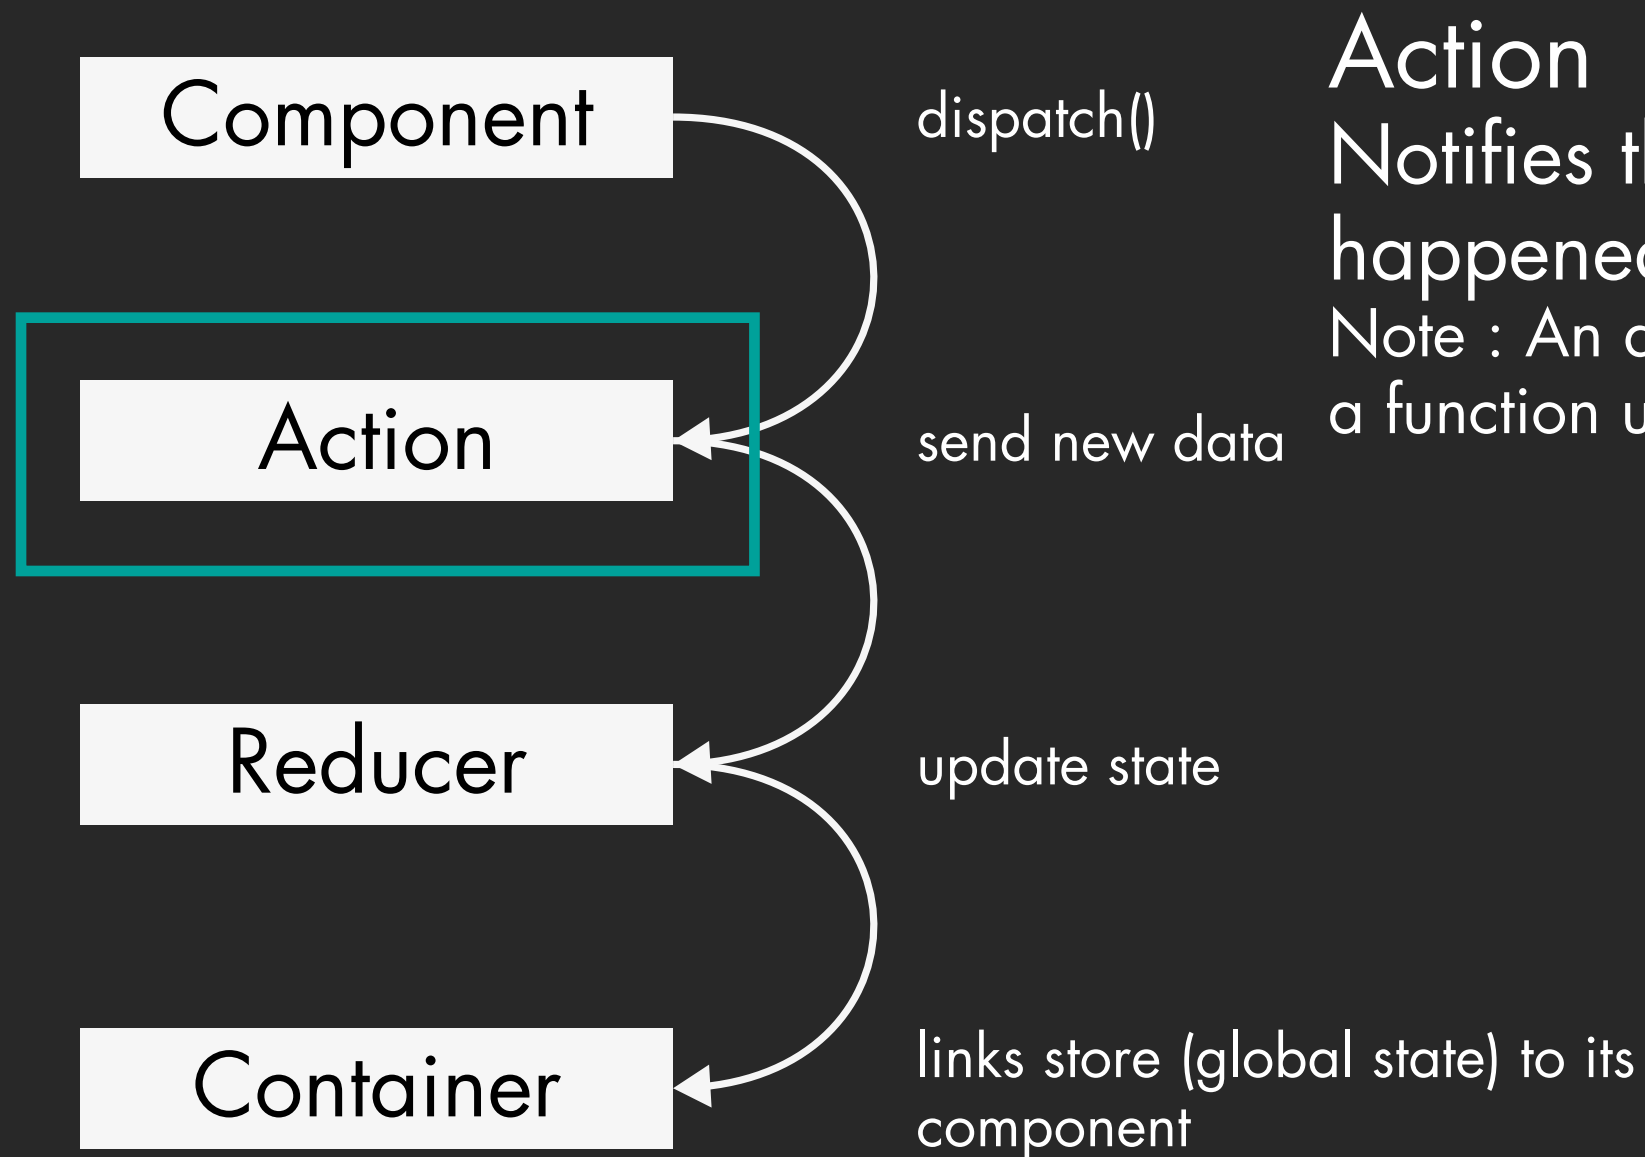 Component
dispatch()
Action
Notifies
happened
Note : An
a function
Action
send new data
Reducer
update state
Container
links store (global state) to its
component